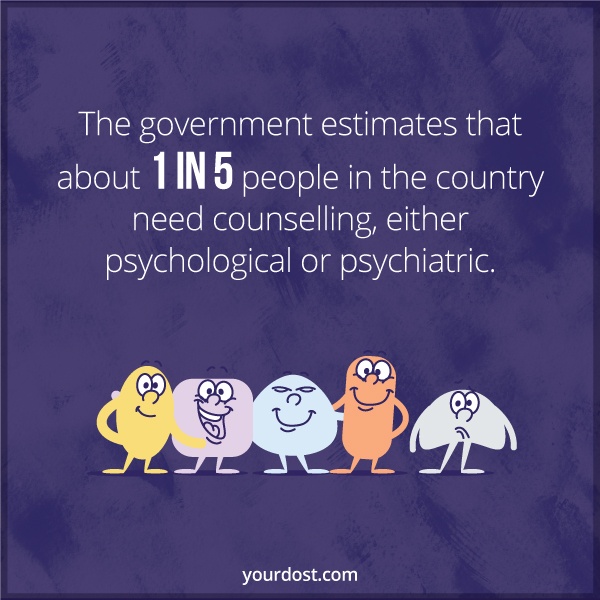 The government estimates that
about 1 IN 5 people in the country
need counselling, either
psychological or psychiatric.
yourdost.com